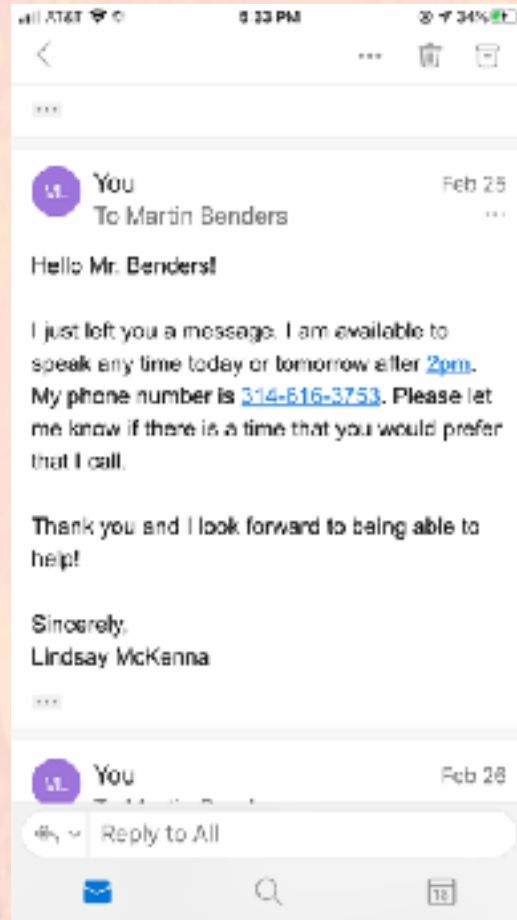 AT&T 5:33 PM 34%
You Feb 25
To Martin Benders
Hello Mr. Benders!
I just left you a message. I am available to
speak any time today or tomorrow after 2pm.
My phone number is 314-616-3753. Please let
me know if there is a time that you would prefer
that I call.
Thank you and I look forward to being able to
help!
Sincerely,
Lindsay McKenna
You Feb 26
Reply to All